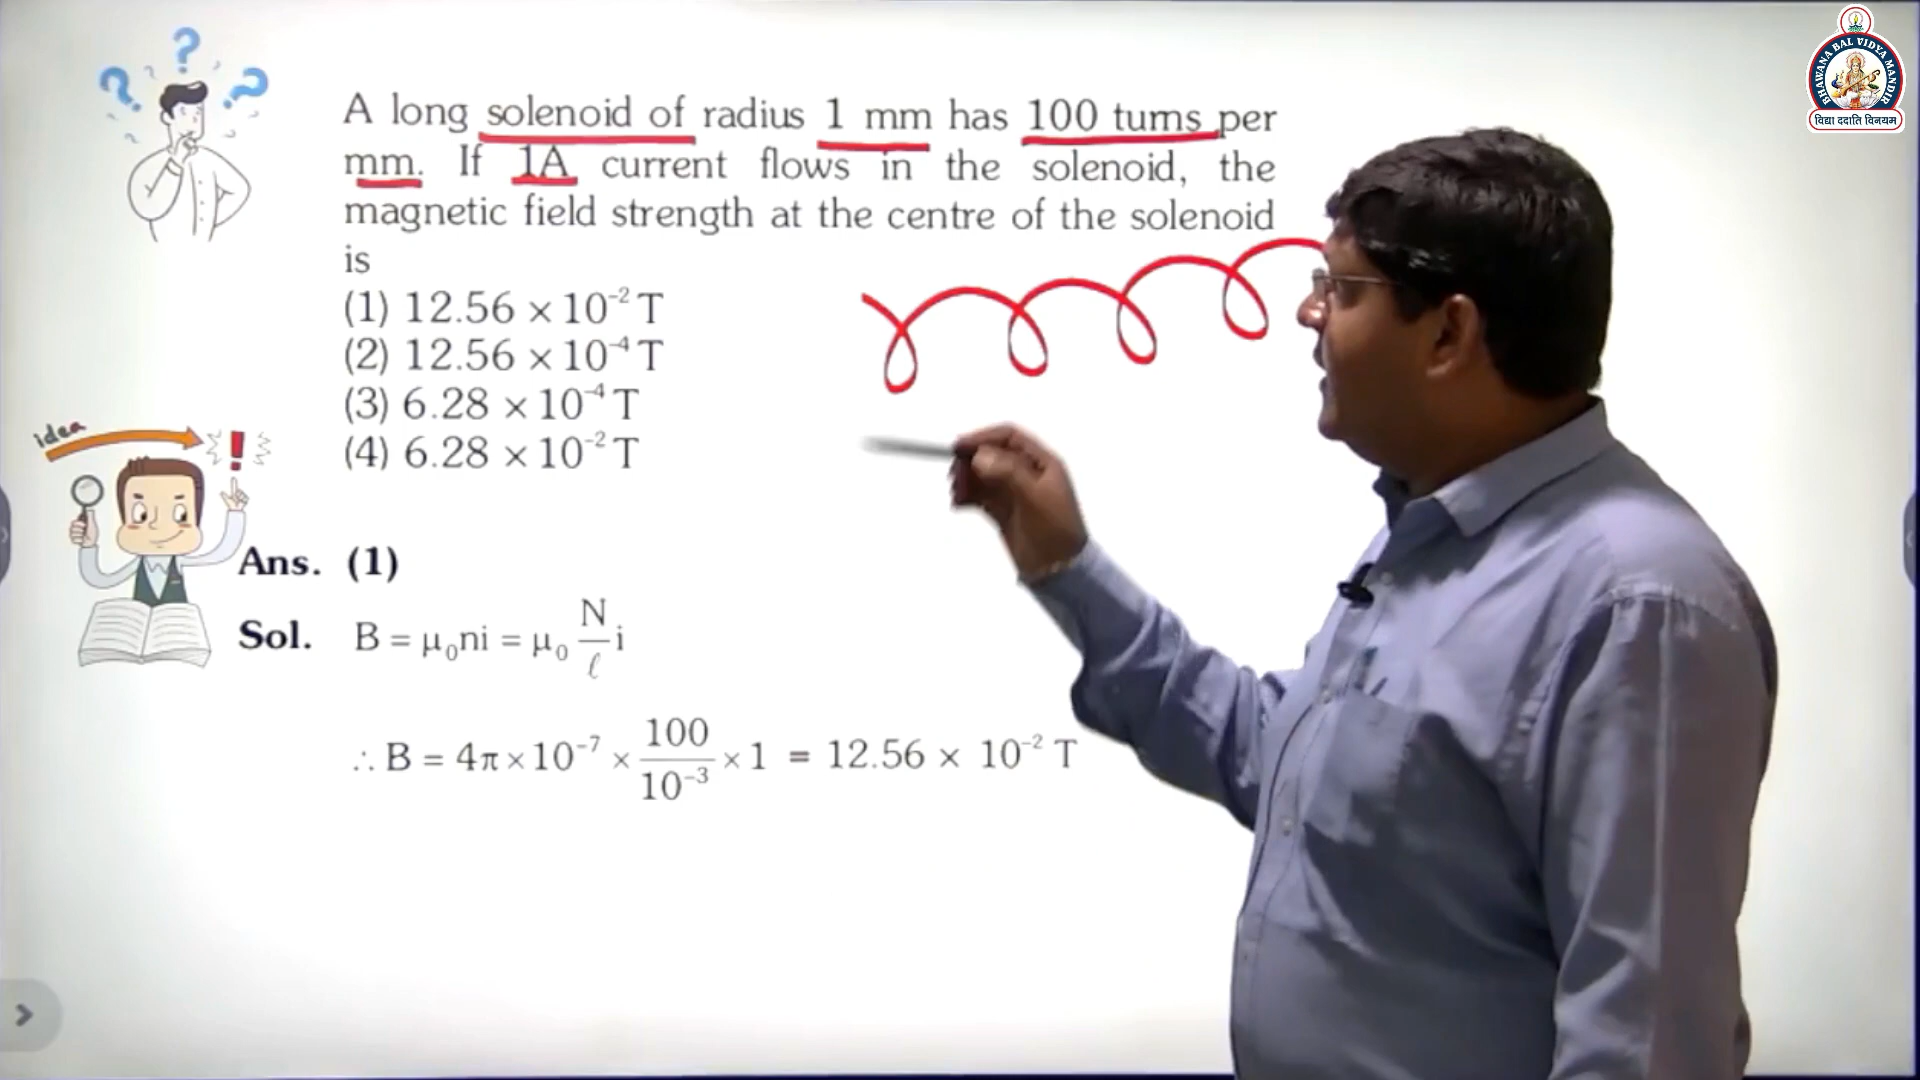 BHAWANA BAL VIDYA MANDIR
विद्या ददाति विनयम
A long solenoid of radius 1 mm has 100 turns per
mm. If 1A current flows in the solenoid, the
magnetic field strength at the centre of the solenoid
is
(1) 12.56 × 10⁻² T
(2) 12.56 × 10⁻⁴ T
(3) 6.28 × 10⁻⁴ T
(4) 6.28 × 10⁻² T
idea
Ans. (1)
Sol. B = μ₀ni = μ₀ N/ℓ i
∴ B = 4π × 10⁻⁷ × 100/10⁻³ × 1 = 12.56 × 10⁻² T